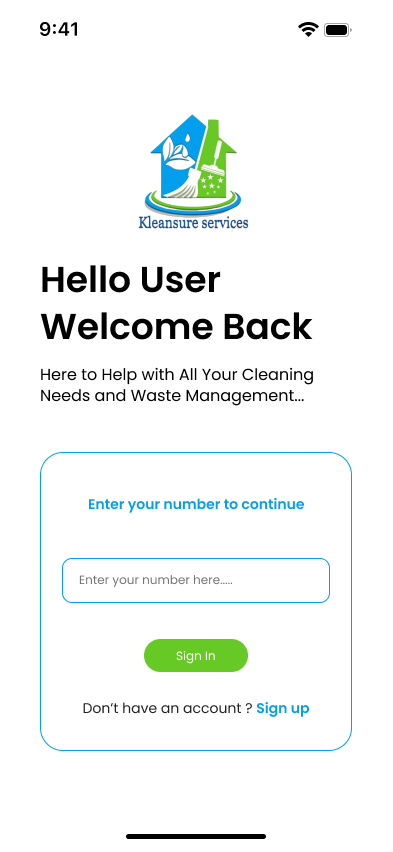 9:41
Kleansure services
Hello User
Welcome Back
Here to Help with All Your Cleaning
Needs and Waste Management...
Enter your number to continue
Enter your number here.....
Sign In
Don’t have an account ? Sign up